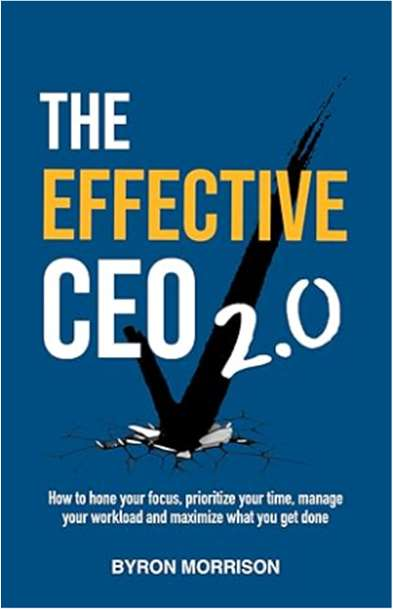 THE
EFFECTIVE
CEO 2.0
How to hone your focus, prioritize your time, manage
your workload and maximize what you get done
BYRON MORRISON